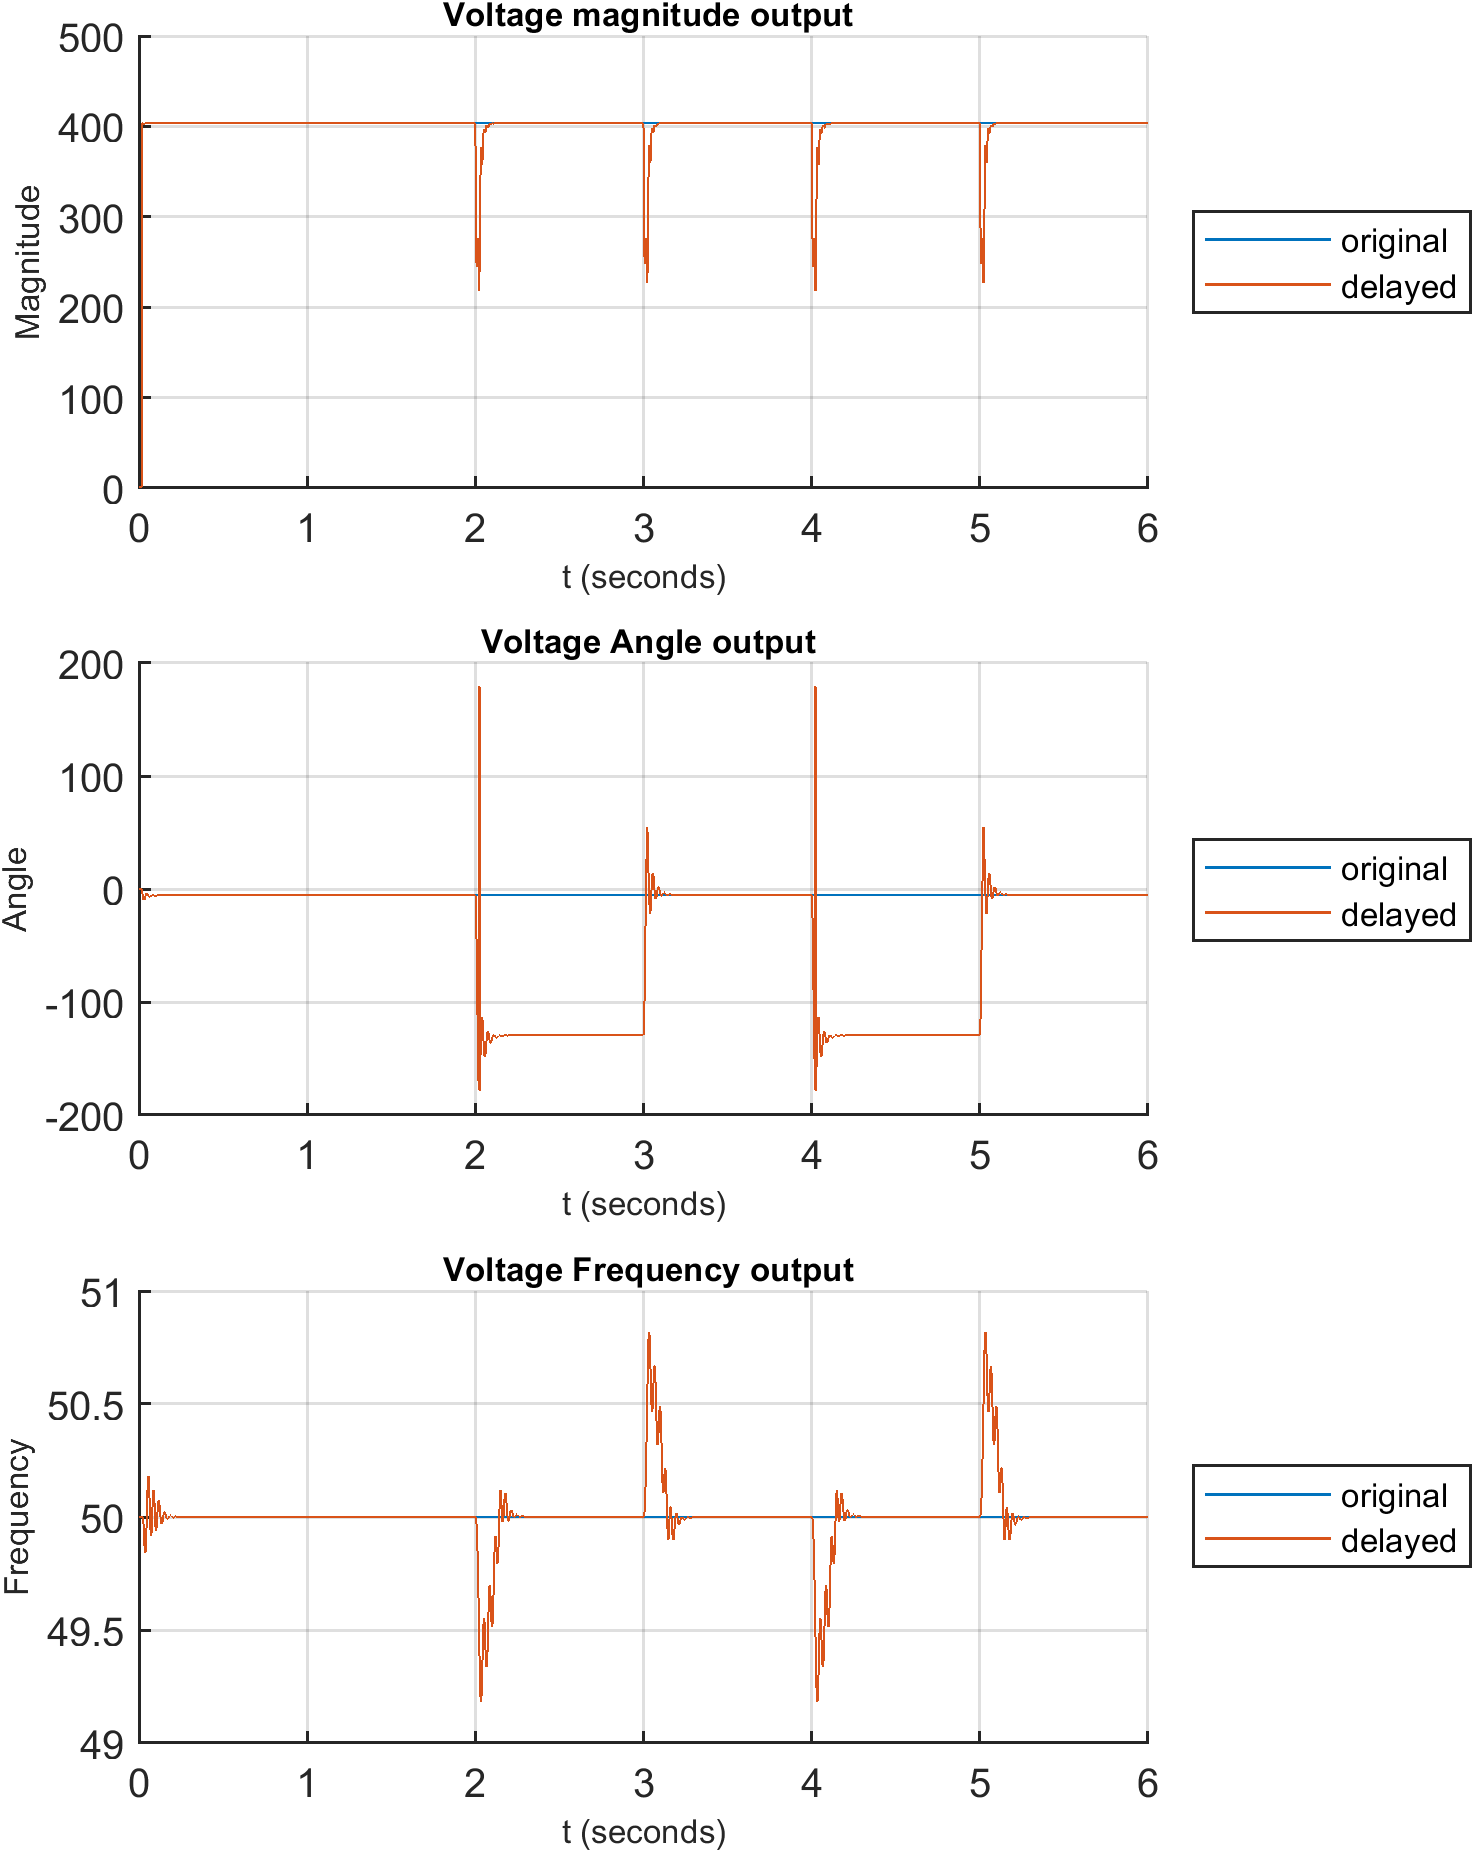 Voltage magnitude output
500
400
300
200
100
0
Magnitude
0 1 2 3 4 5 6
t (seconds)
original
delayed
Voltage Angle output
200
100
0
-100
-200
Angle
0 1 2 3 4 5 6
t (seconds)
original
delayed
Voltage Frequency output
51
50.5
50
49.5
49
Frequency
0 1 2 3 4 5 6
t (seconds)
original
delayed